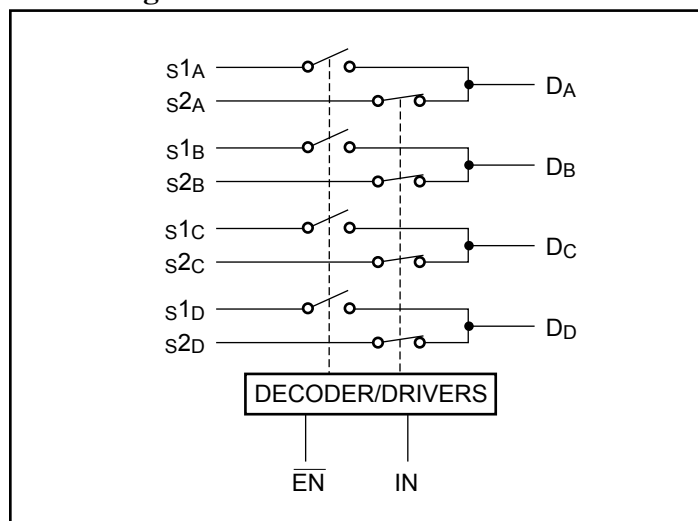 S1A
S2A
DA
S1B
S2B
DB
S1C
S2C
DC
S1D
S2D
DD
DECODER/DRIVERS
EN IN